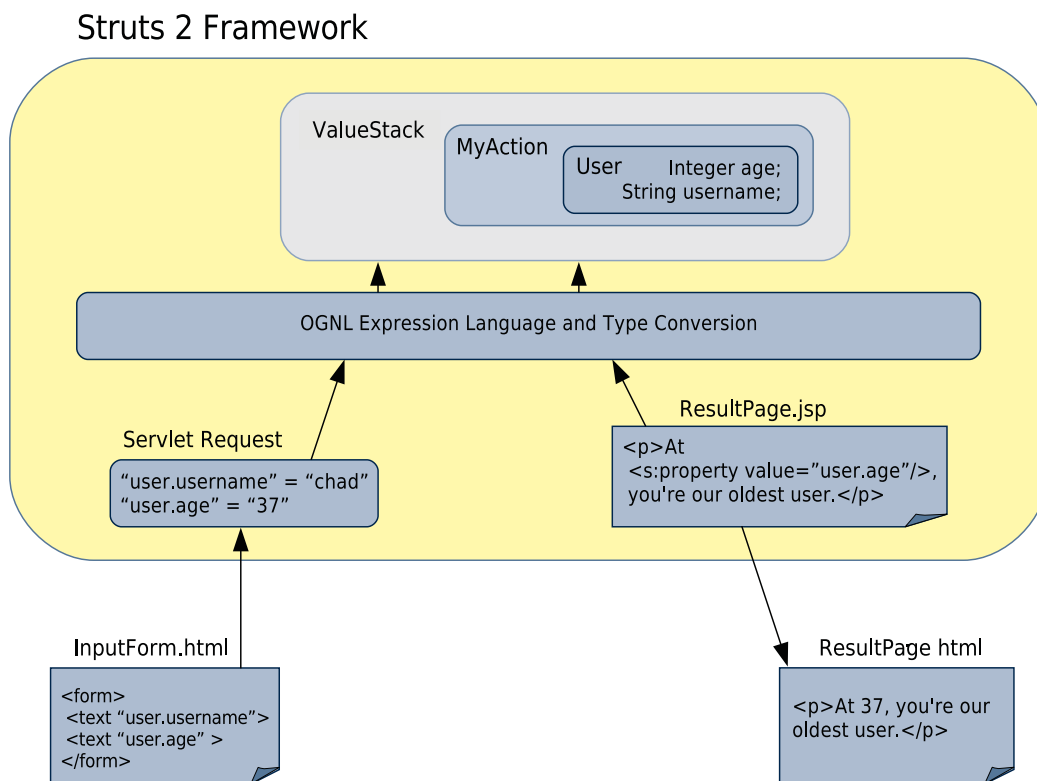 Struts 2 Framework
ValueStack
MyAction
User Integer age;
String username;
OGNL Expression Language and Type Conversion
Servlet Request
“user.username” = “chad”
“user.age” = “37”
ResultPage.jsp
<p>At
<s:property value=”user.age”/>,
you're our oldest user.</p>
InputForm.html
<form>
<text “user.username”>
<text “user.age” >
</form>
ResultPage html
<p>At 37, you're our
oldest user.</p>